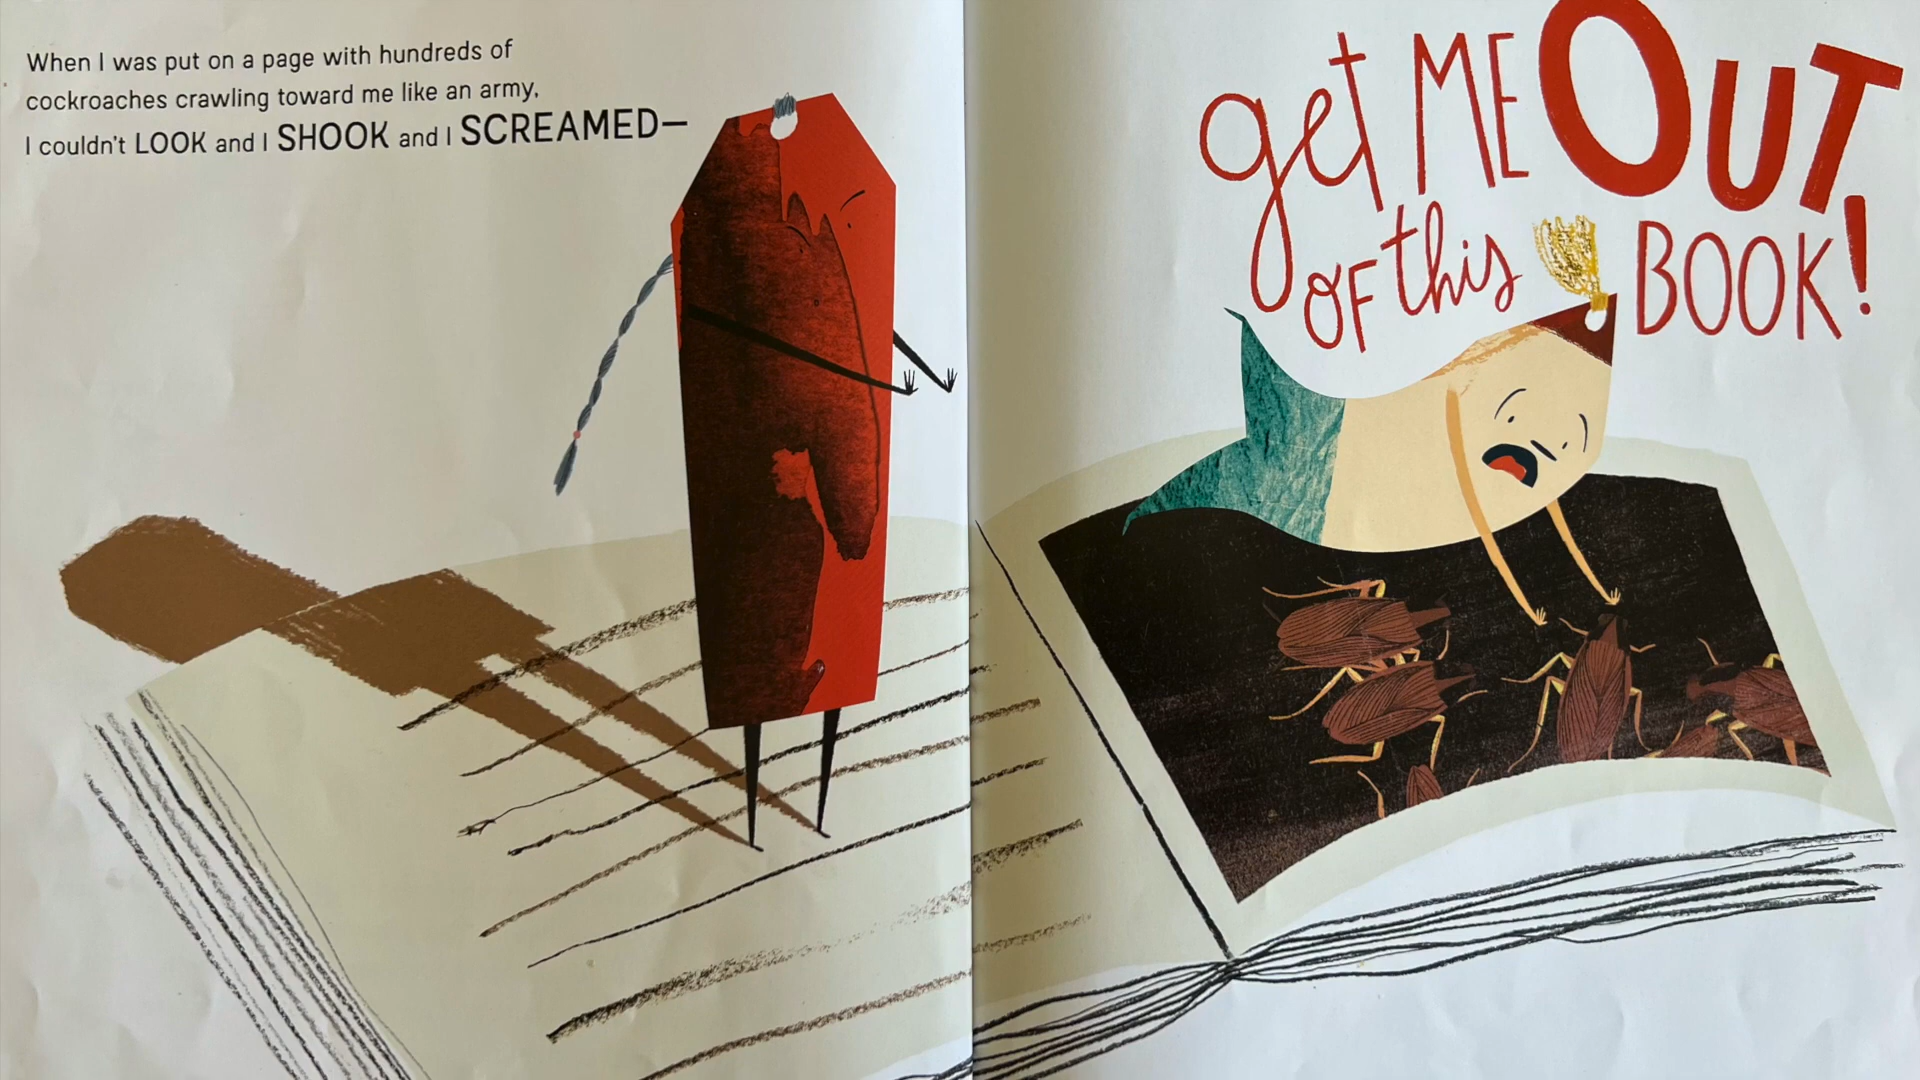 When I was put on a page with hundreds of
cockroaches crawling toward me like an army,
I couldn't LOOK and I SHOOK and I SCREAMED—
get ME OUT
OF this BOOK!